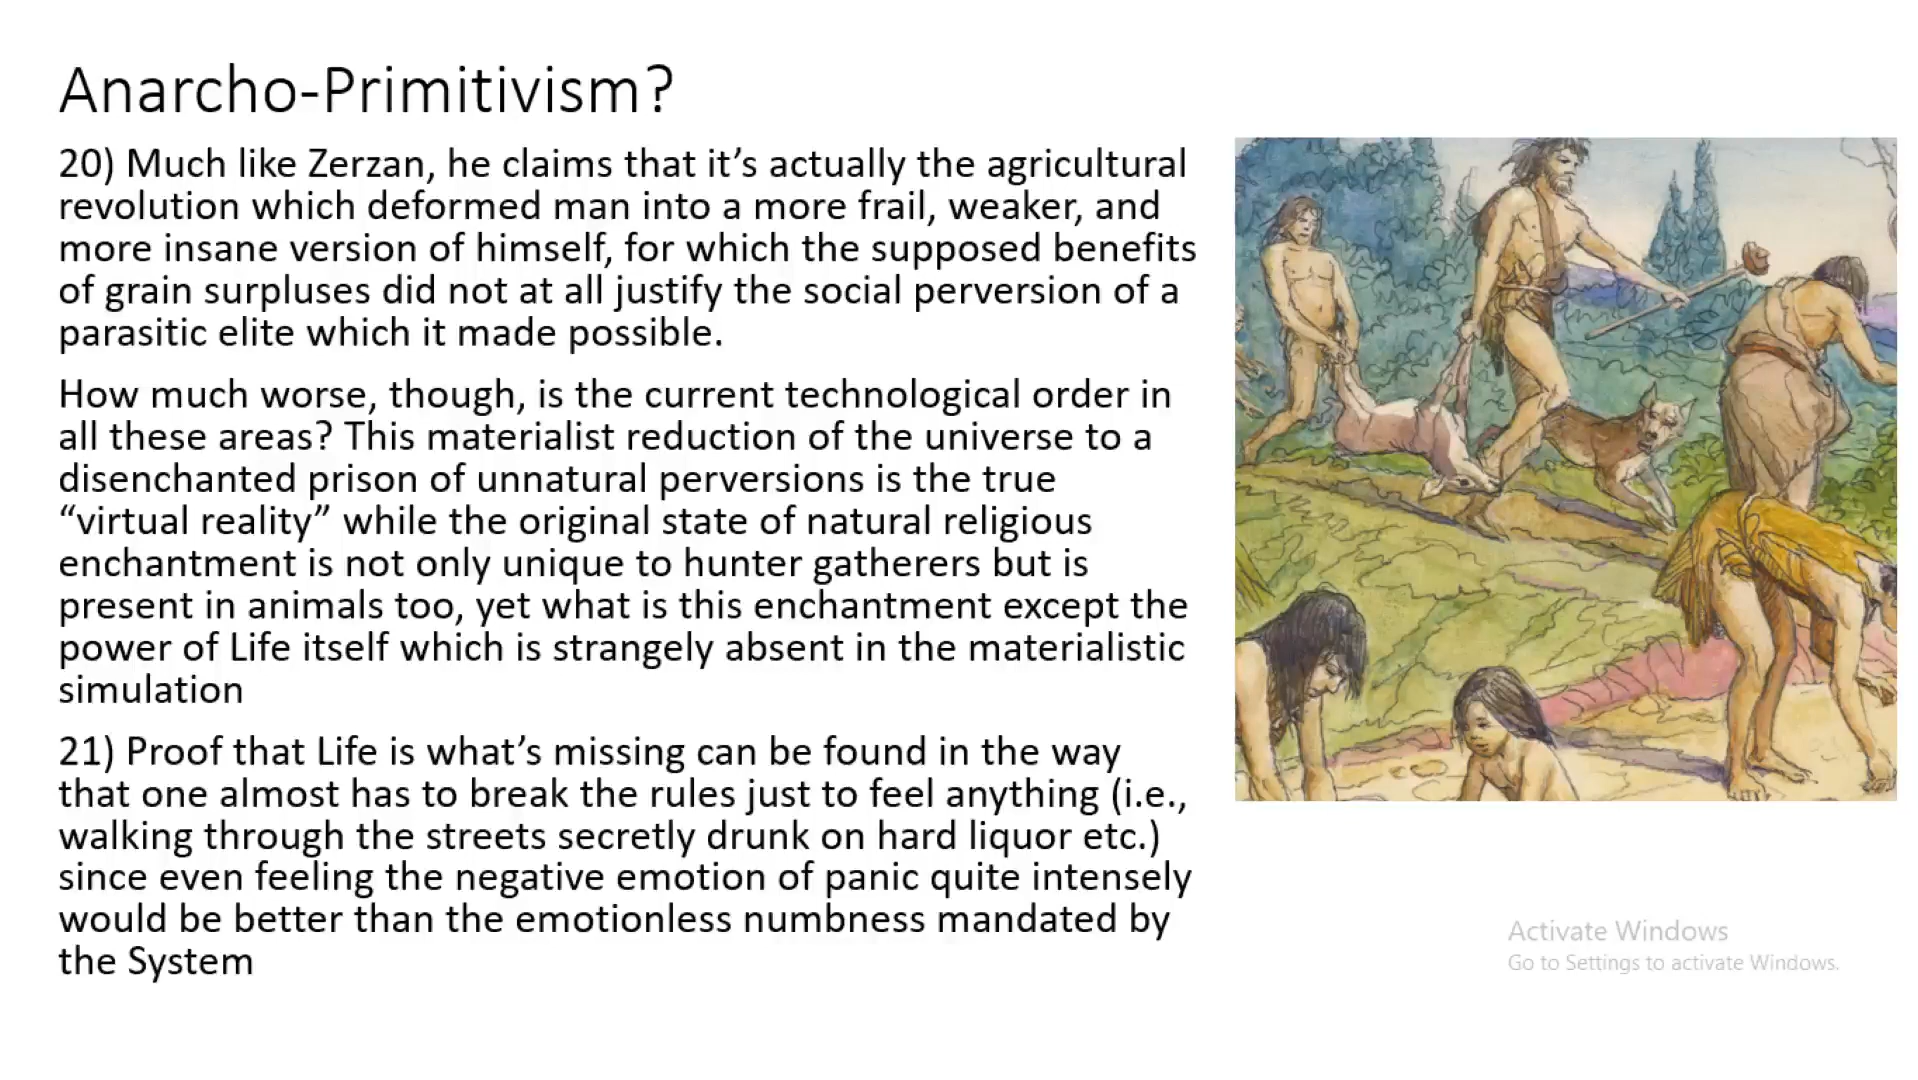 Anarcho-Primitivism?
20) Much like Zerzan, he claims that it’s actually the agricultural
revolution which deformed man into a more frail, weaker, and
more insane version of himself, for which the supposed benefits
of grain surpluses did not at all justify the social perversion of a
parasitic elite which it made possible.
How much worse, though, is the current technological order in
all these areas? This materialist reduction of the universe to a
disenchanted prison of unnatural perversions is the true
“virtual reality” while the original state of natural religious
enchantment is not only unique to hunter gatherers but is
present in animals too, yet what is this enchantment except the
power of Life itself which is strangely absent in the materialistic
simulation
21) Proof that Life is what’s missing can be found in the way
that one almost has to break the rules just to feel anything (i.e.,
walking through the streets secretly drunk on hard liquor etc.)
since even feeling the negative emotion of panic quite intensely
would be better than the emotionless numbness mandated by
the System
Activate Windows
Go to Settings to activate Windows.